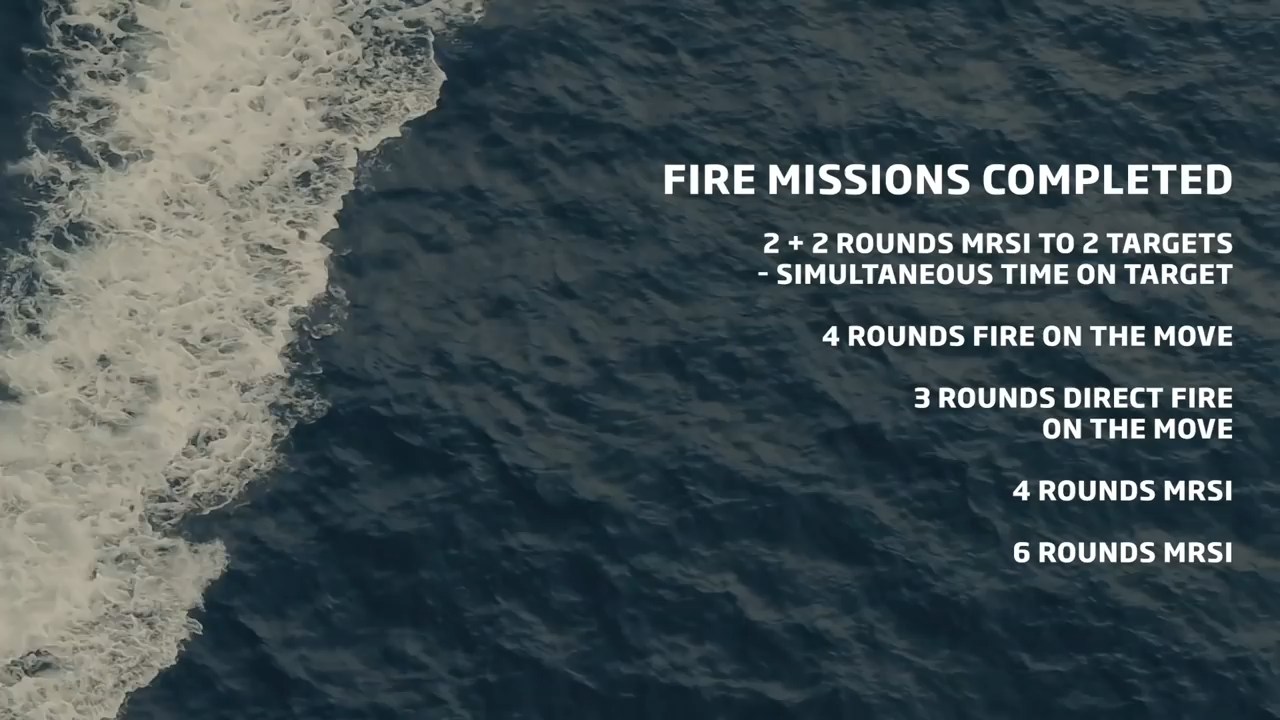 FIRE MISSIONS COMPLETED
2 + 2 ROUNDS MRSI TO 2 TARGETS
- SIMULTANEOUS TIME ON TARGET
4 ROUNDS FIRE ON THE MOVE
3 ROUNDS DIRECT FIRE
ON THE MOVE
4 ROUNDS MRSI
6 ROUNDS MRSI